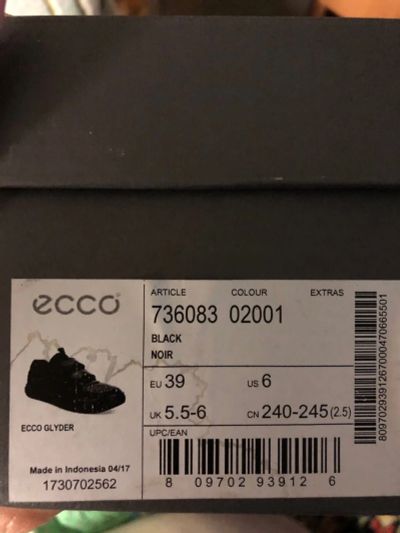 ecco
ARTICLE COLOUR EXTRAS
736083 02001
BLACK
NOIR
EU 39 US 6
UK 5.5-6 CN 240-245 (2.5)
ECCO GLYDER
UPC/EAN
Made in Indonesia 04/17
1730702562
8 09702 93912 6
8097029391267000470665501